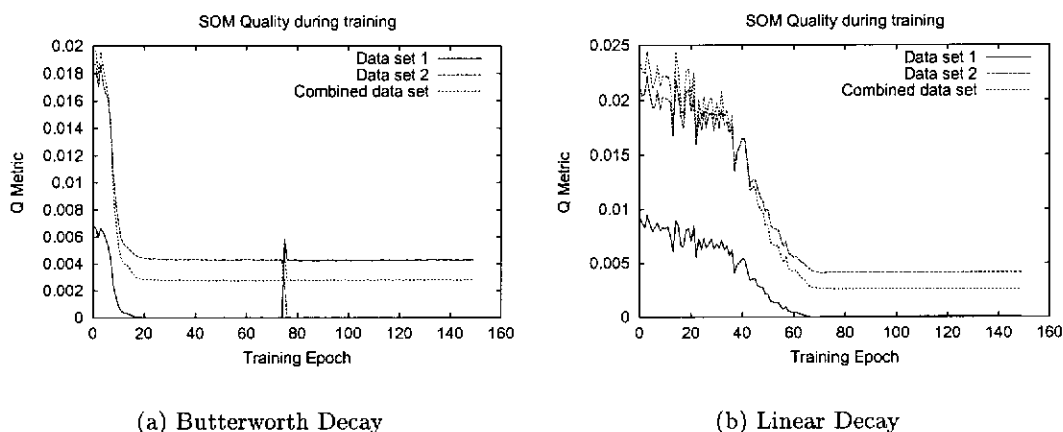 SOM Quality during training
0.02
0.018
0.016
0.014
0.012
0.01
0.008
0.006
0.004
0.002
0
Q Metric
Data set 1
Data set 2
Combined data set
0 20 40 60 80 100 120 140 160
Training Epoch
(a) Butterworth Decay
SOM Quality during training
0.025
0.02
0.015
0.01
0.005
0
Q Metric
Data set 1
Data set 2
Combined data set
0 20 40 60 80 100 120 140 160
Training Epoch
(b) Linear Decay